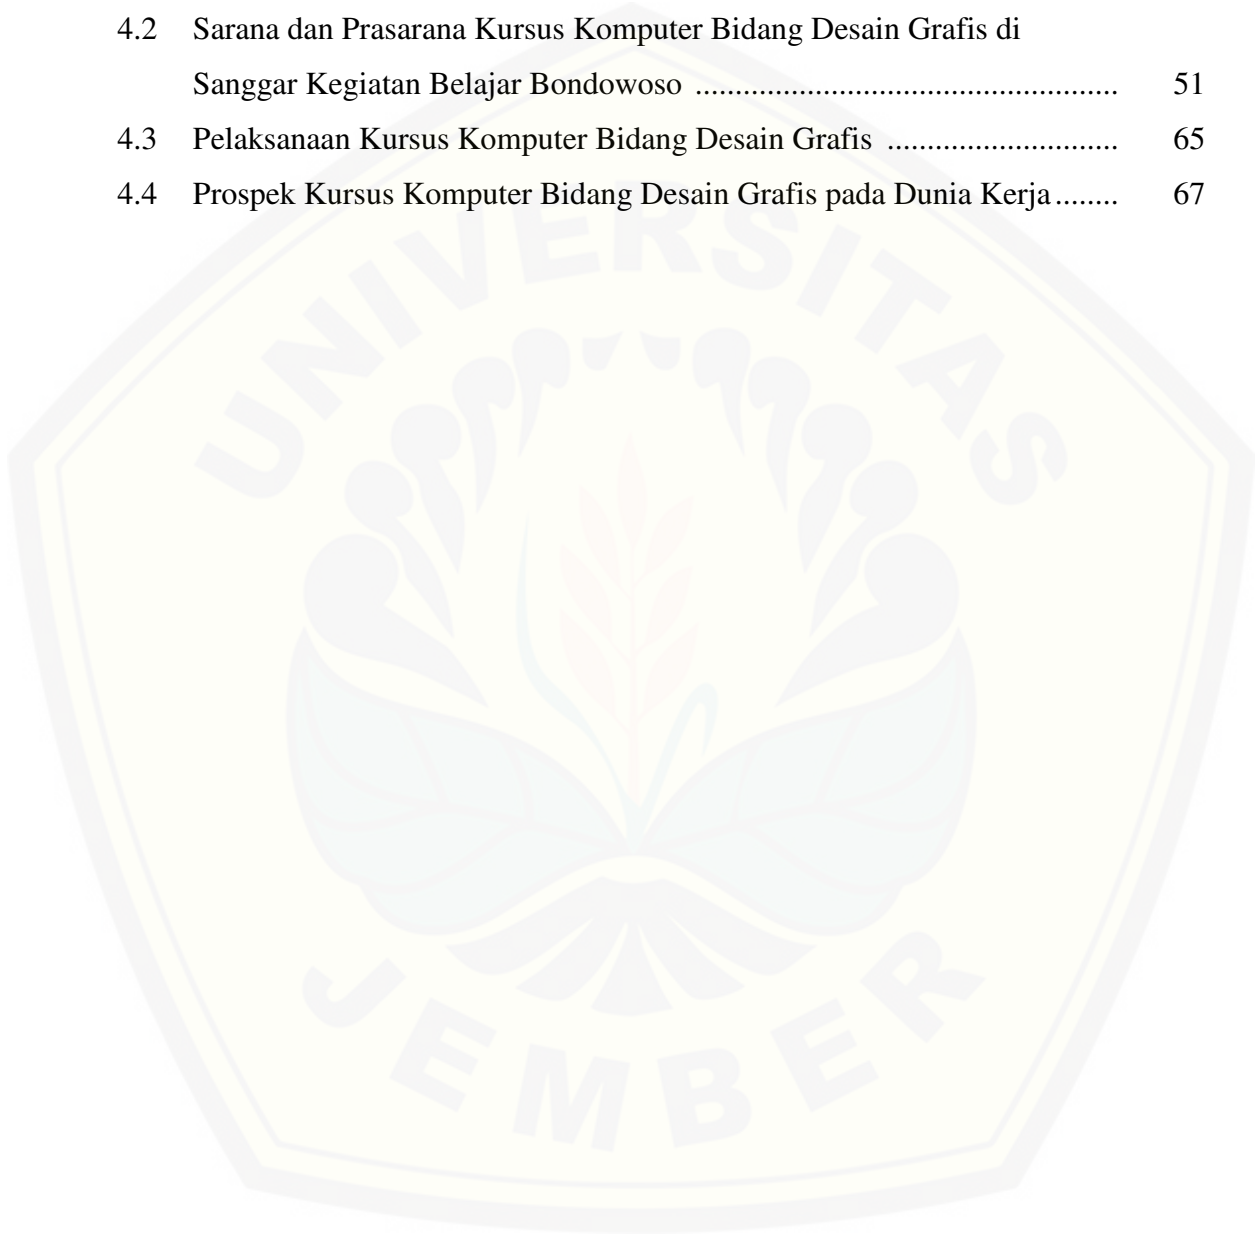 4.2 Sarana dan Prasarana Kursus Komputer Bidang Desain Grafis di
Sanggar Kegiatan Belajar Bondowoso .................................................. 51
4.3 Pelaksanaan Kursus Komputer Bidang Desain Grafis ............................ 65
4.4 Prospek Kursus Komputer Bidang Desain Grafis pada Dunia Kerja ........ 67
UNIVERSITAS
JEMBER